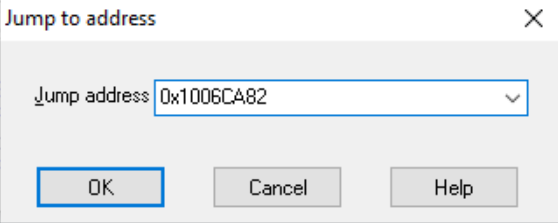 Jump to address
Jump address 0x1006CA82
OK Cancel Help